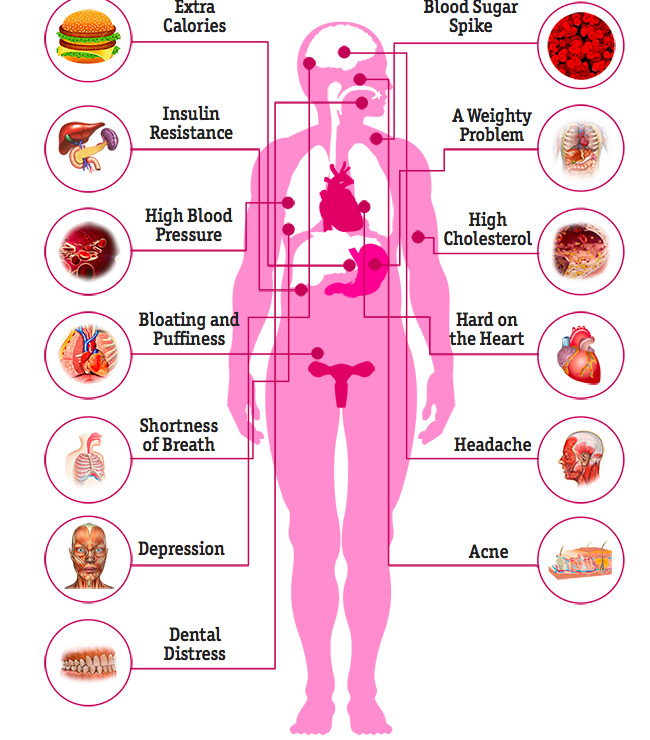 Extra
Calories
Insulin
Resistance
High Blood
Pressure
Bloating and
Puffiness
Shortness
of Breath
Depression
Dental
Distress
Blood Sugar
Spike
A Weighty
Problem
High
Cholesterol
Hard on
the Heart
Headache
Acne